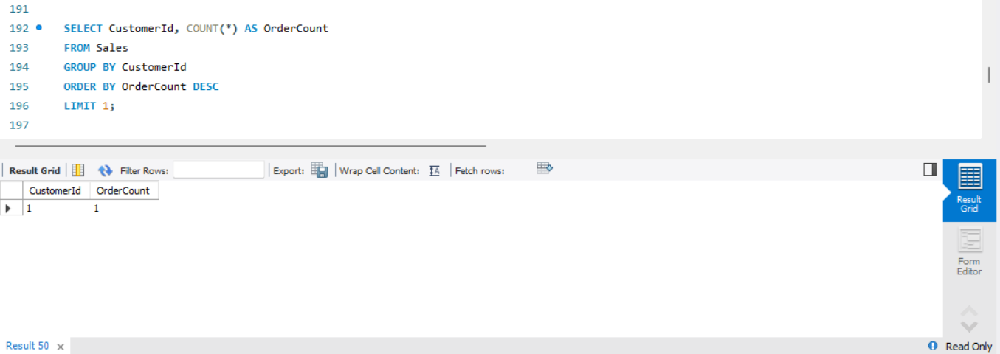 191
192 SELECT CustomerId, COUNT(*) AS OrderCount
193 FROM Sales
194 GROUP BY CustomerId
195 ORDER BY OrderCount DESC
196 LIMIT 1;
197
Result Grid Filter Rows: Export: Wrap Cell Content: IA Fetch rows:
CustomerId OrderCount
1 1
Result
Grid
Form
Editor
Result 50 × Read Only